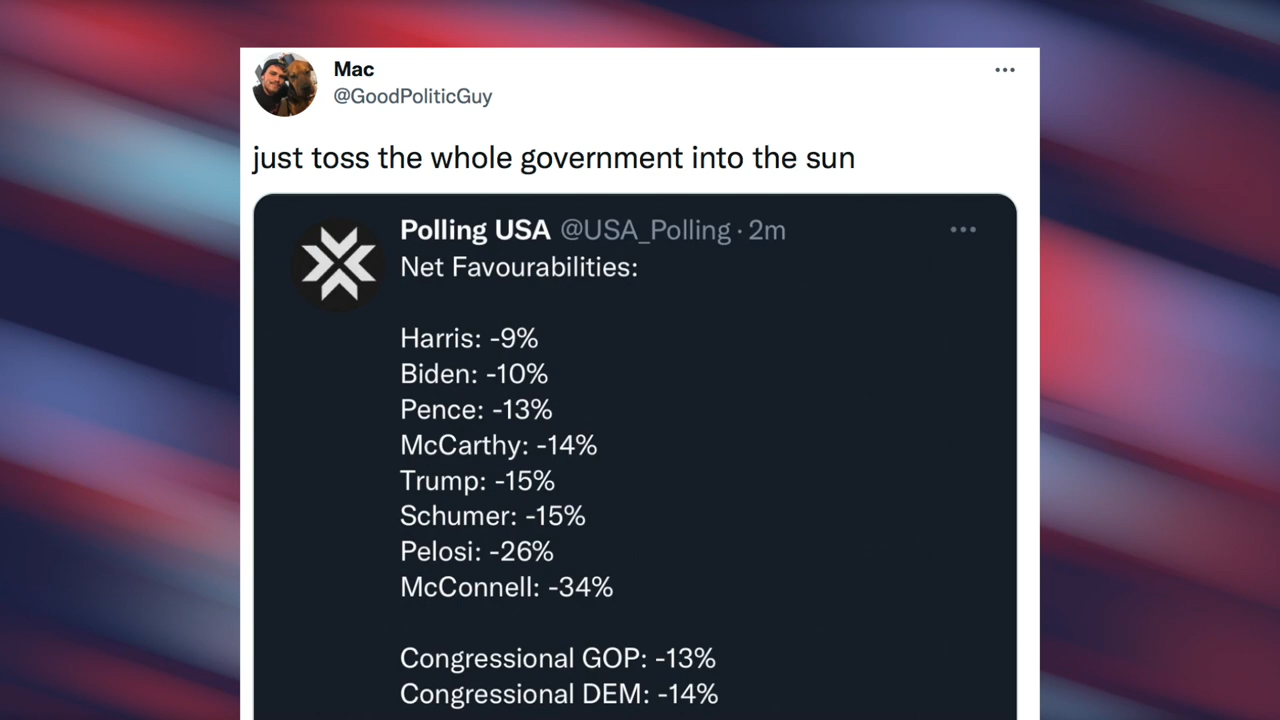 Mac
@GoodPoliticGuy
just toss the whole government into the sun
Polling USA @USA_Polling · 2m
Net Favourabilities:
Harris: -9%
Biden: -10%
Pence: -13%
McCarthy: -14%
Trump: -15%
Schumer: -15%
Pelosi: -26%
McConnell: -34%
Congressional GOP: -13%
Congressional DEM: -14%